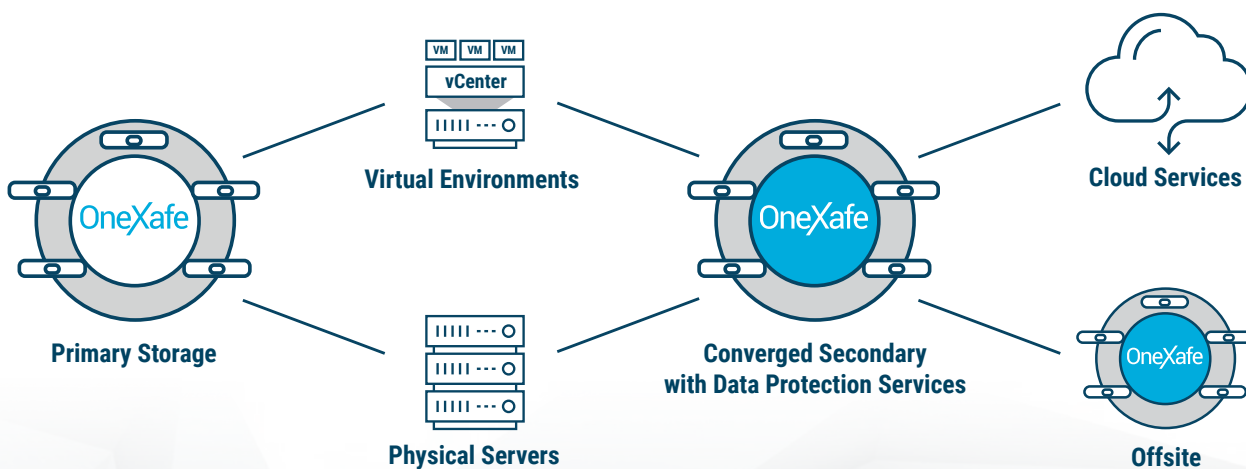 VM VM VM
vCenter
Virtual Environments
OneXafe
Primary Storage
Physical Servers
OneXafe
Converged Secondary
with Data Protection Services
Cloud Services
OneXafe
Offsite